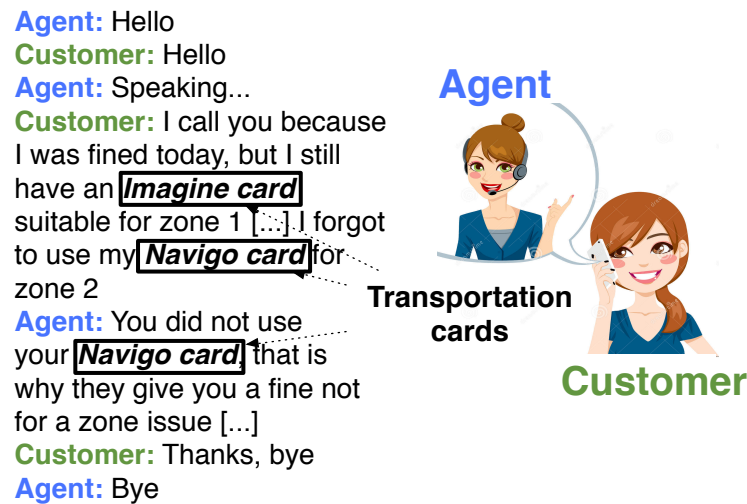 Agent: Hello
Customer: Hello
Agent: Speaking...
Customer: I call you because
I was fined today, but I still
have an Imagine card
suitable for zone 1 [...] I forgot
to use my Navigo card for
zone 2
Agent: You did not use
your Navigo card, that is
why they give you a fine not
for a zone issue [...]
Customer: Thanks, bye
Agent: Bye
Agent
Transportation
cards
Customer